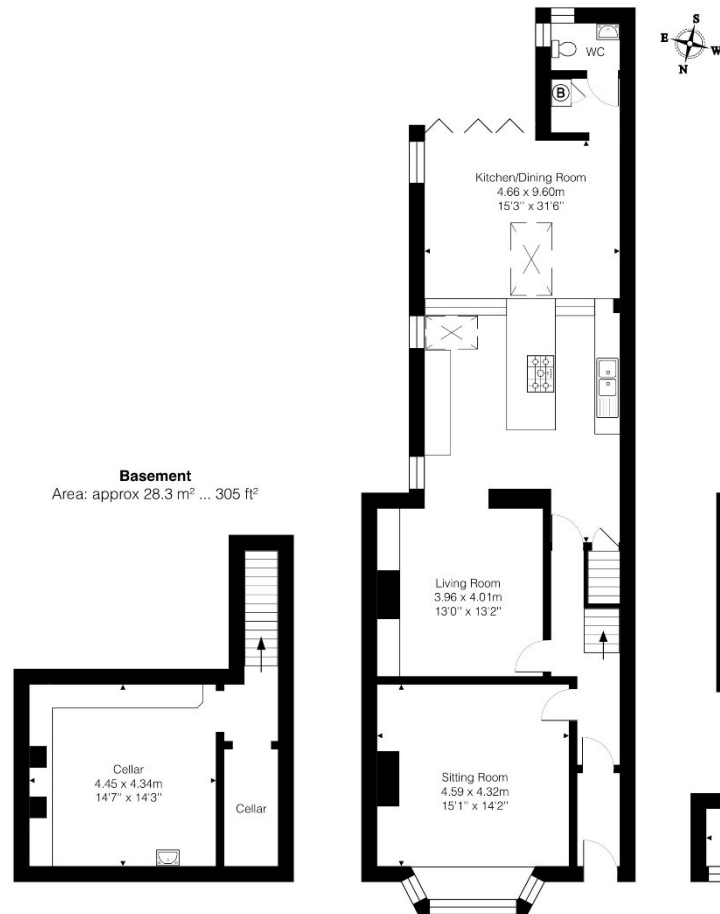 S
E
W
N
WC
B
Kitchen/Dining Room
4.66 x 9.60m
15'3" x 31'6"
Basement
Area: approx 28.3 m² ... 305 ft²
Living Room
3.96 x 4.01m
13'0" x 13'2"
Cellar
4.45 x 4.34m
14'7" x 14'3"
Cellar
Sitting Room
4.59 x 4.32m
15'1" x 14'2"